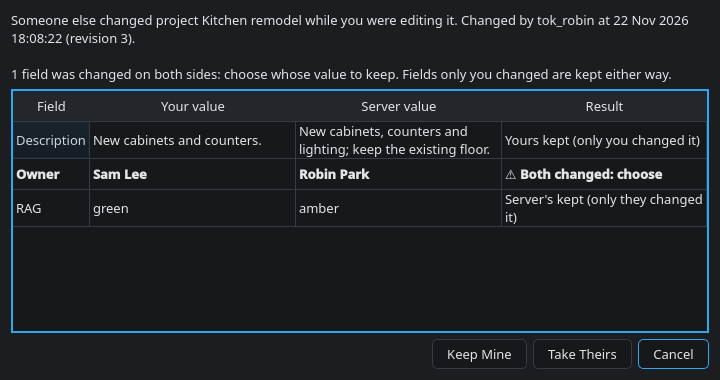 Someone else changed project Kitchen remodel while you were editing it. Changed by tok_robin at 22 Nov 2026
18:08:22 (revision 3).
1 field was changed on both sides: choose whose value to keep. Fields only you changed are kept either way.
Field Your value Server value Result
Description New cabinets and counters. New cabinets, counters and
lighting; keep the existing floor. Yours kept (only you changed it)
Owner Sam Lee Robin Park ⚠ Both changed: choose
RAG green amber Server's kept (only they changed
it)
Keep Mine Take Theirs Cancel